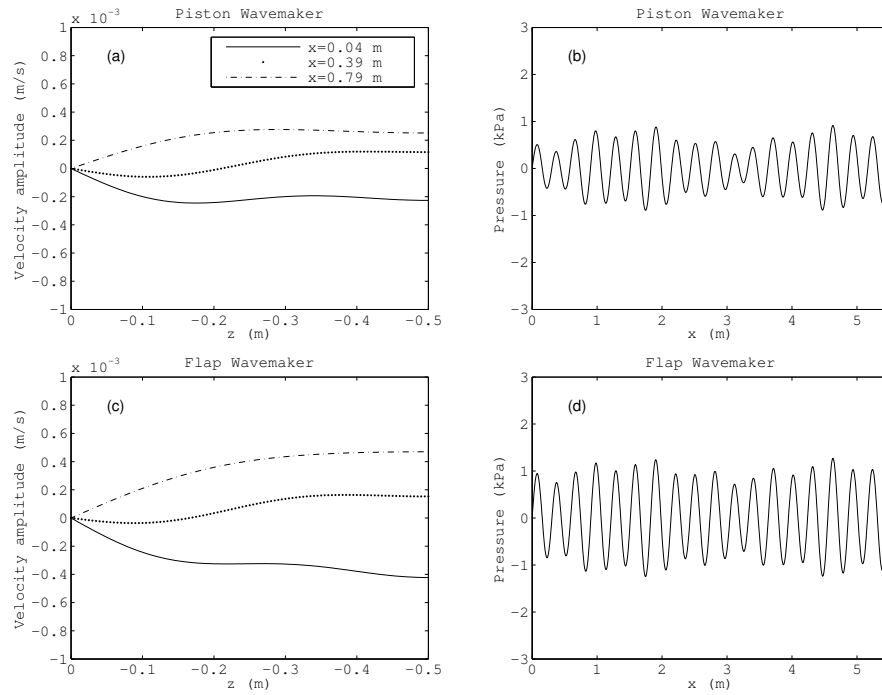 Piston Wavemaker
x 10⁻³
(a)
x=0.04 m
x=0.39 m
x=0.79 m
Velocity amplitude (m/s)
1
0.8
0.6
0.4
0.2
0
−0.2
−0.4
−0.6
−0.8
−1
0 −0.1 −0.2 −0.3 −0.4 −0.5
z (m)
Piston Wavemaker
(b)
Pressure (kPa)
3
2
1
0
−1
−2
−3
0 1 2 3 4 5
x (m)
Flap Wavemaker
x 10⁻³
(c)
Velocity amplitude (m/s)
1
0.8
0.6
0.4
0.2
0
−0.2
−0.4
−0.6
−0.8
−1
0 −0.1 −0.2 −0.3 −0.4 −0.5
z (m)
Flap Wavemaker
(d)
Pressure (kPa)
3
2
1
0
−1
−2
−3
0 1 2 3 4 5
x (m)